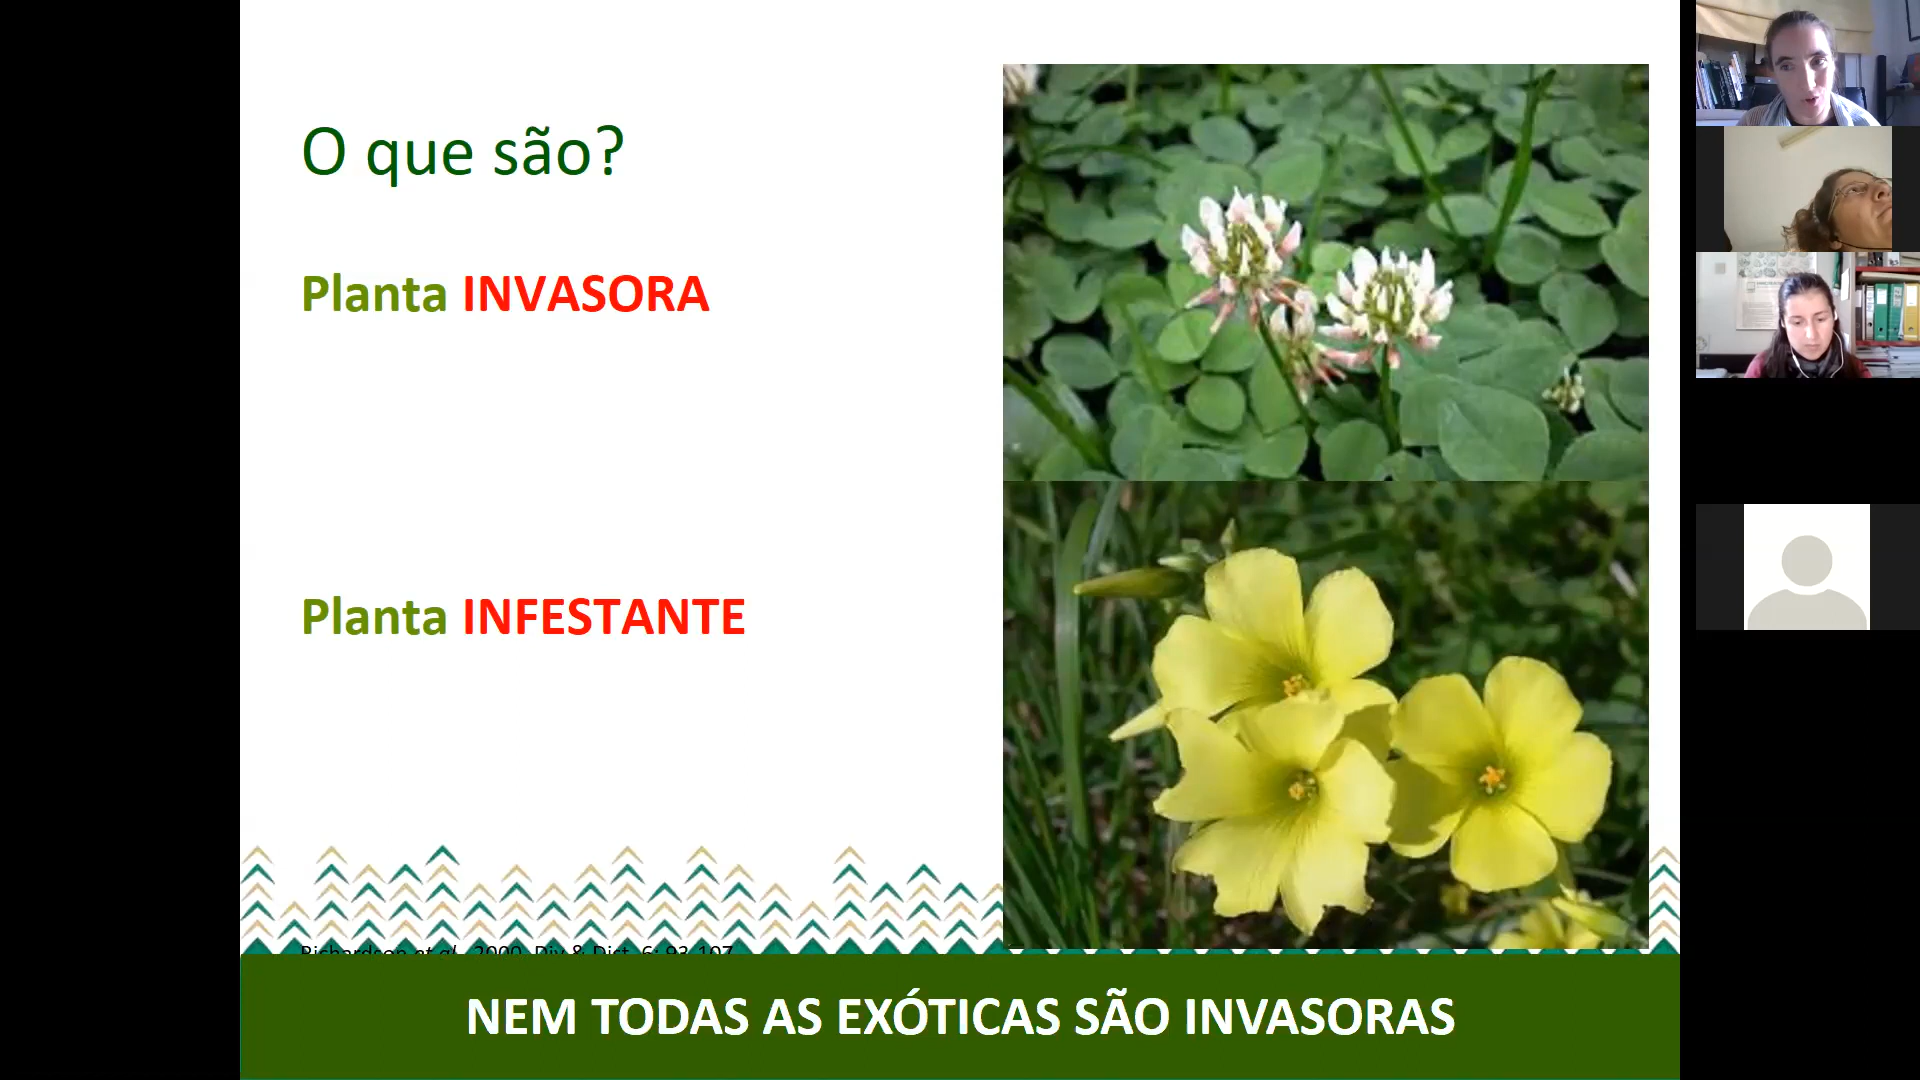 O que são?
Planta INVASORA
Planta INFESTANTE
Richardson et al., 2000. Div & Dist. 6: 93-107
NEM TODAS AS EXÓTICAS SÃO INVASORAS